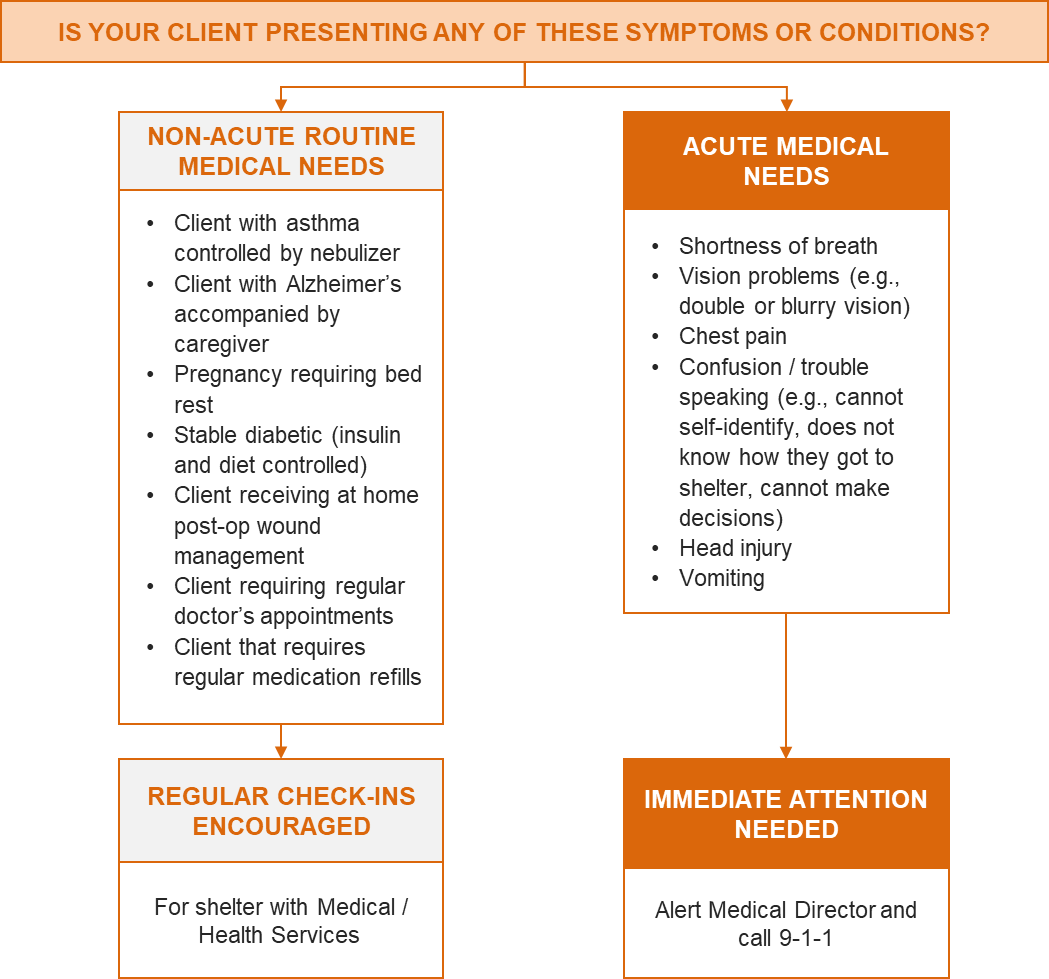 IS YOUR CLIENT PRESENTING ANY OF THESE SYMPTOMS OR CONDITIONS?
NON-ACUTE ROUTINE
MEDICAL NEEDS
• Client with asthma
controlled by nebulizer
• Client with Alzheimer’s
accompanied by
caregiver
• Pregnancy requiring bed
rest
• Stable diabetic (insulin
and diet controlled)
• Client receiving at home
post-op wound
management
• Client requiring regular
doctor’s appointments
• Client that requires
regular medication refills
REGULAR CHECK-INS
ENCOURAGED
For shelter with Medical /
Health Services
ACUTE MEDICAL
NEEDS
• Shortness of breath
• Vision problems (e.g.,
double or blurry vision)
• Chest pain
• Confusion / trouble
speaking (e.g., cannot
self-identify, does not
know how they got to
shelter, cannot make
decisions)
• Head injury
• Vomiting
IMMEDIATE ATTENTION
NEEDED
Alert Medical Director and
call 9-1-1